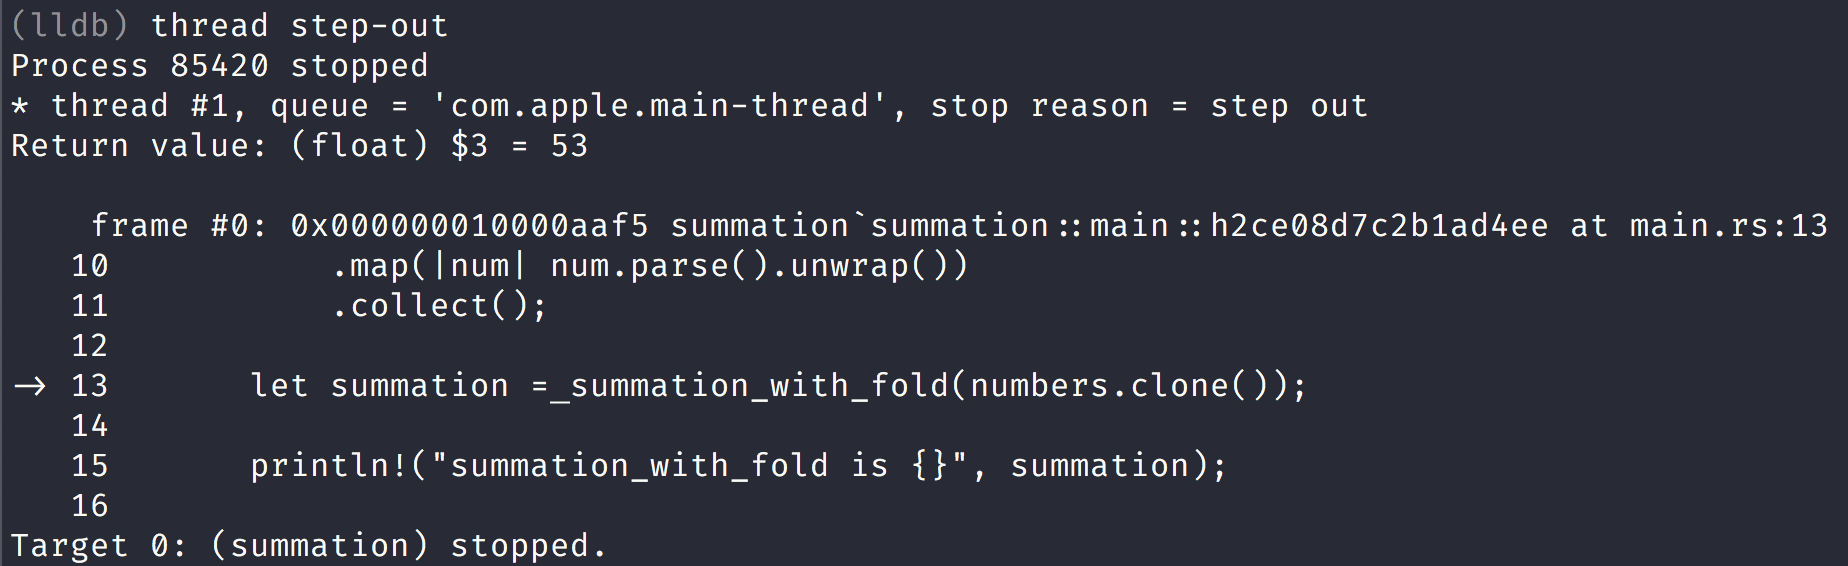 (lldb) thread step-out
Process 85420 stopped
* thread #1, queue = 'com.apple.main-thread', stop reason = step out
Return value: (float) $3 = 53
frame #0: 0x000000010000aaf5 summation`summation::main::h2ce08d7c2b1ad4ee at main.rs:13
   10           .map(|num| num.parse().unwrap())
   11           .collect();
   12
-> 13       let summation =_summation_with_fold(numbers.clone());
   14
   15       println!("summation_with_fold is {}", summation);
   16
Target 0: (summation) stopped.